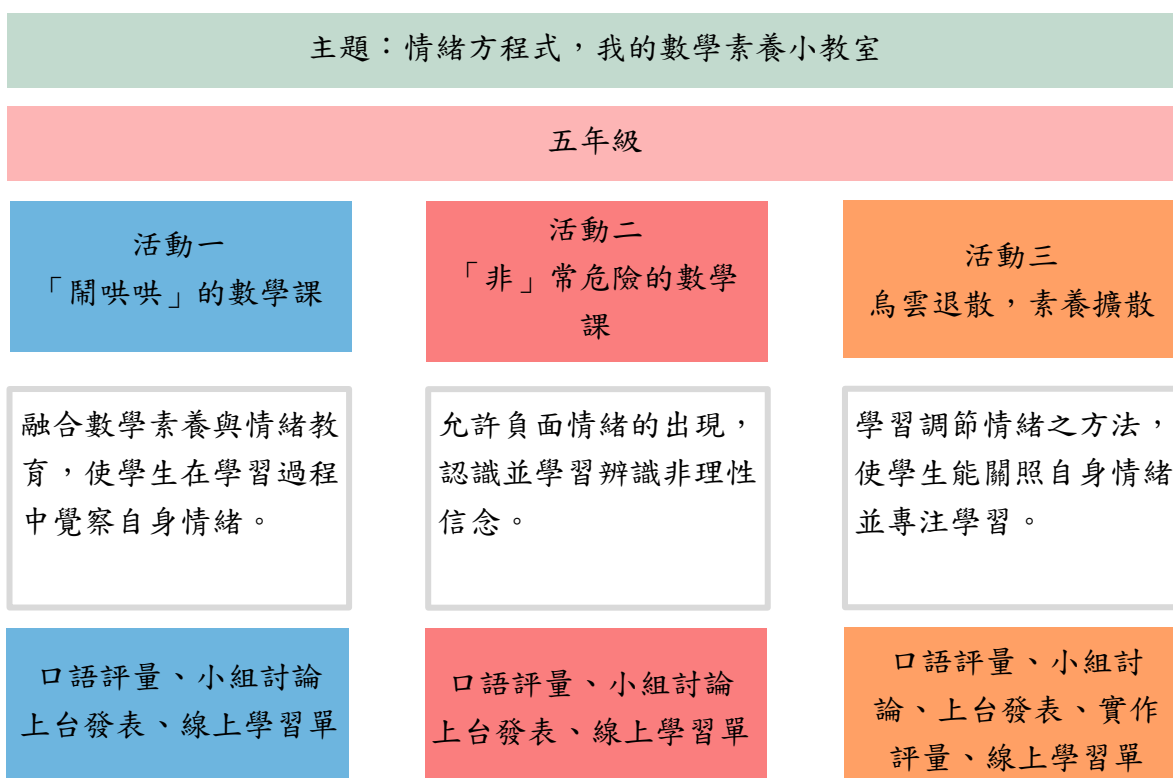 主題：情緒方程式，我的數學素養小教室
五年級
活動一
「鬧哄哄」的數學課
活動二
「非」常危險的數學
課
活動三
烏雲退散，素養擴散
融合數學素養與情緒教
育，使學生在學習過程
中覺察自身情緒。
允許負面情緒的出現，
認識並學習辨識非理性
信念。
學習調節情緒之方法，
使學生能關照自身情緒
並專注學習。
口語評量、小組討論
上台發表、線上學習單
口語評量、小組討論
上台發表、線上學習單
口語評量、小組討
論、上台發表、實作
評量、線上學習單